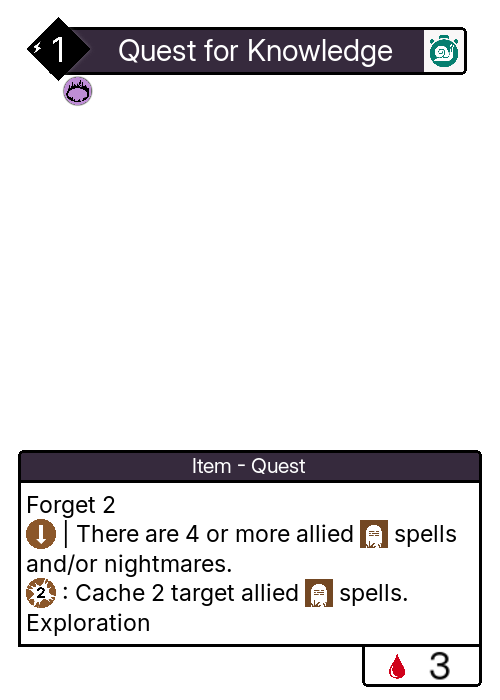 1
Quest for Knowledge
Item - Quest
Forget 2
| There are 4 or more allied spells
and/or nightmares.
2 : Cache 2 target allied spells.
Exploration
3